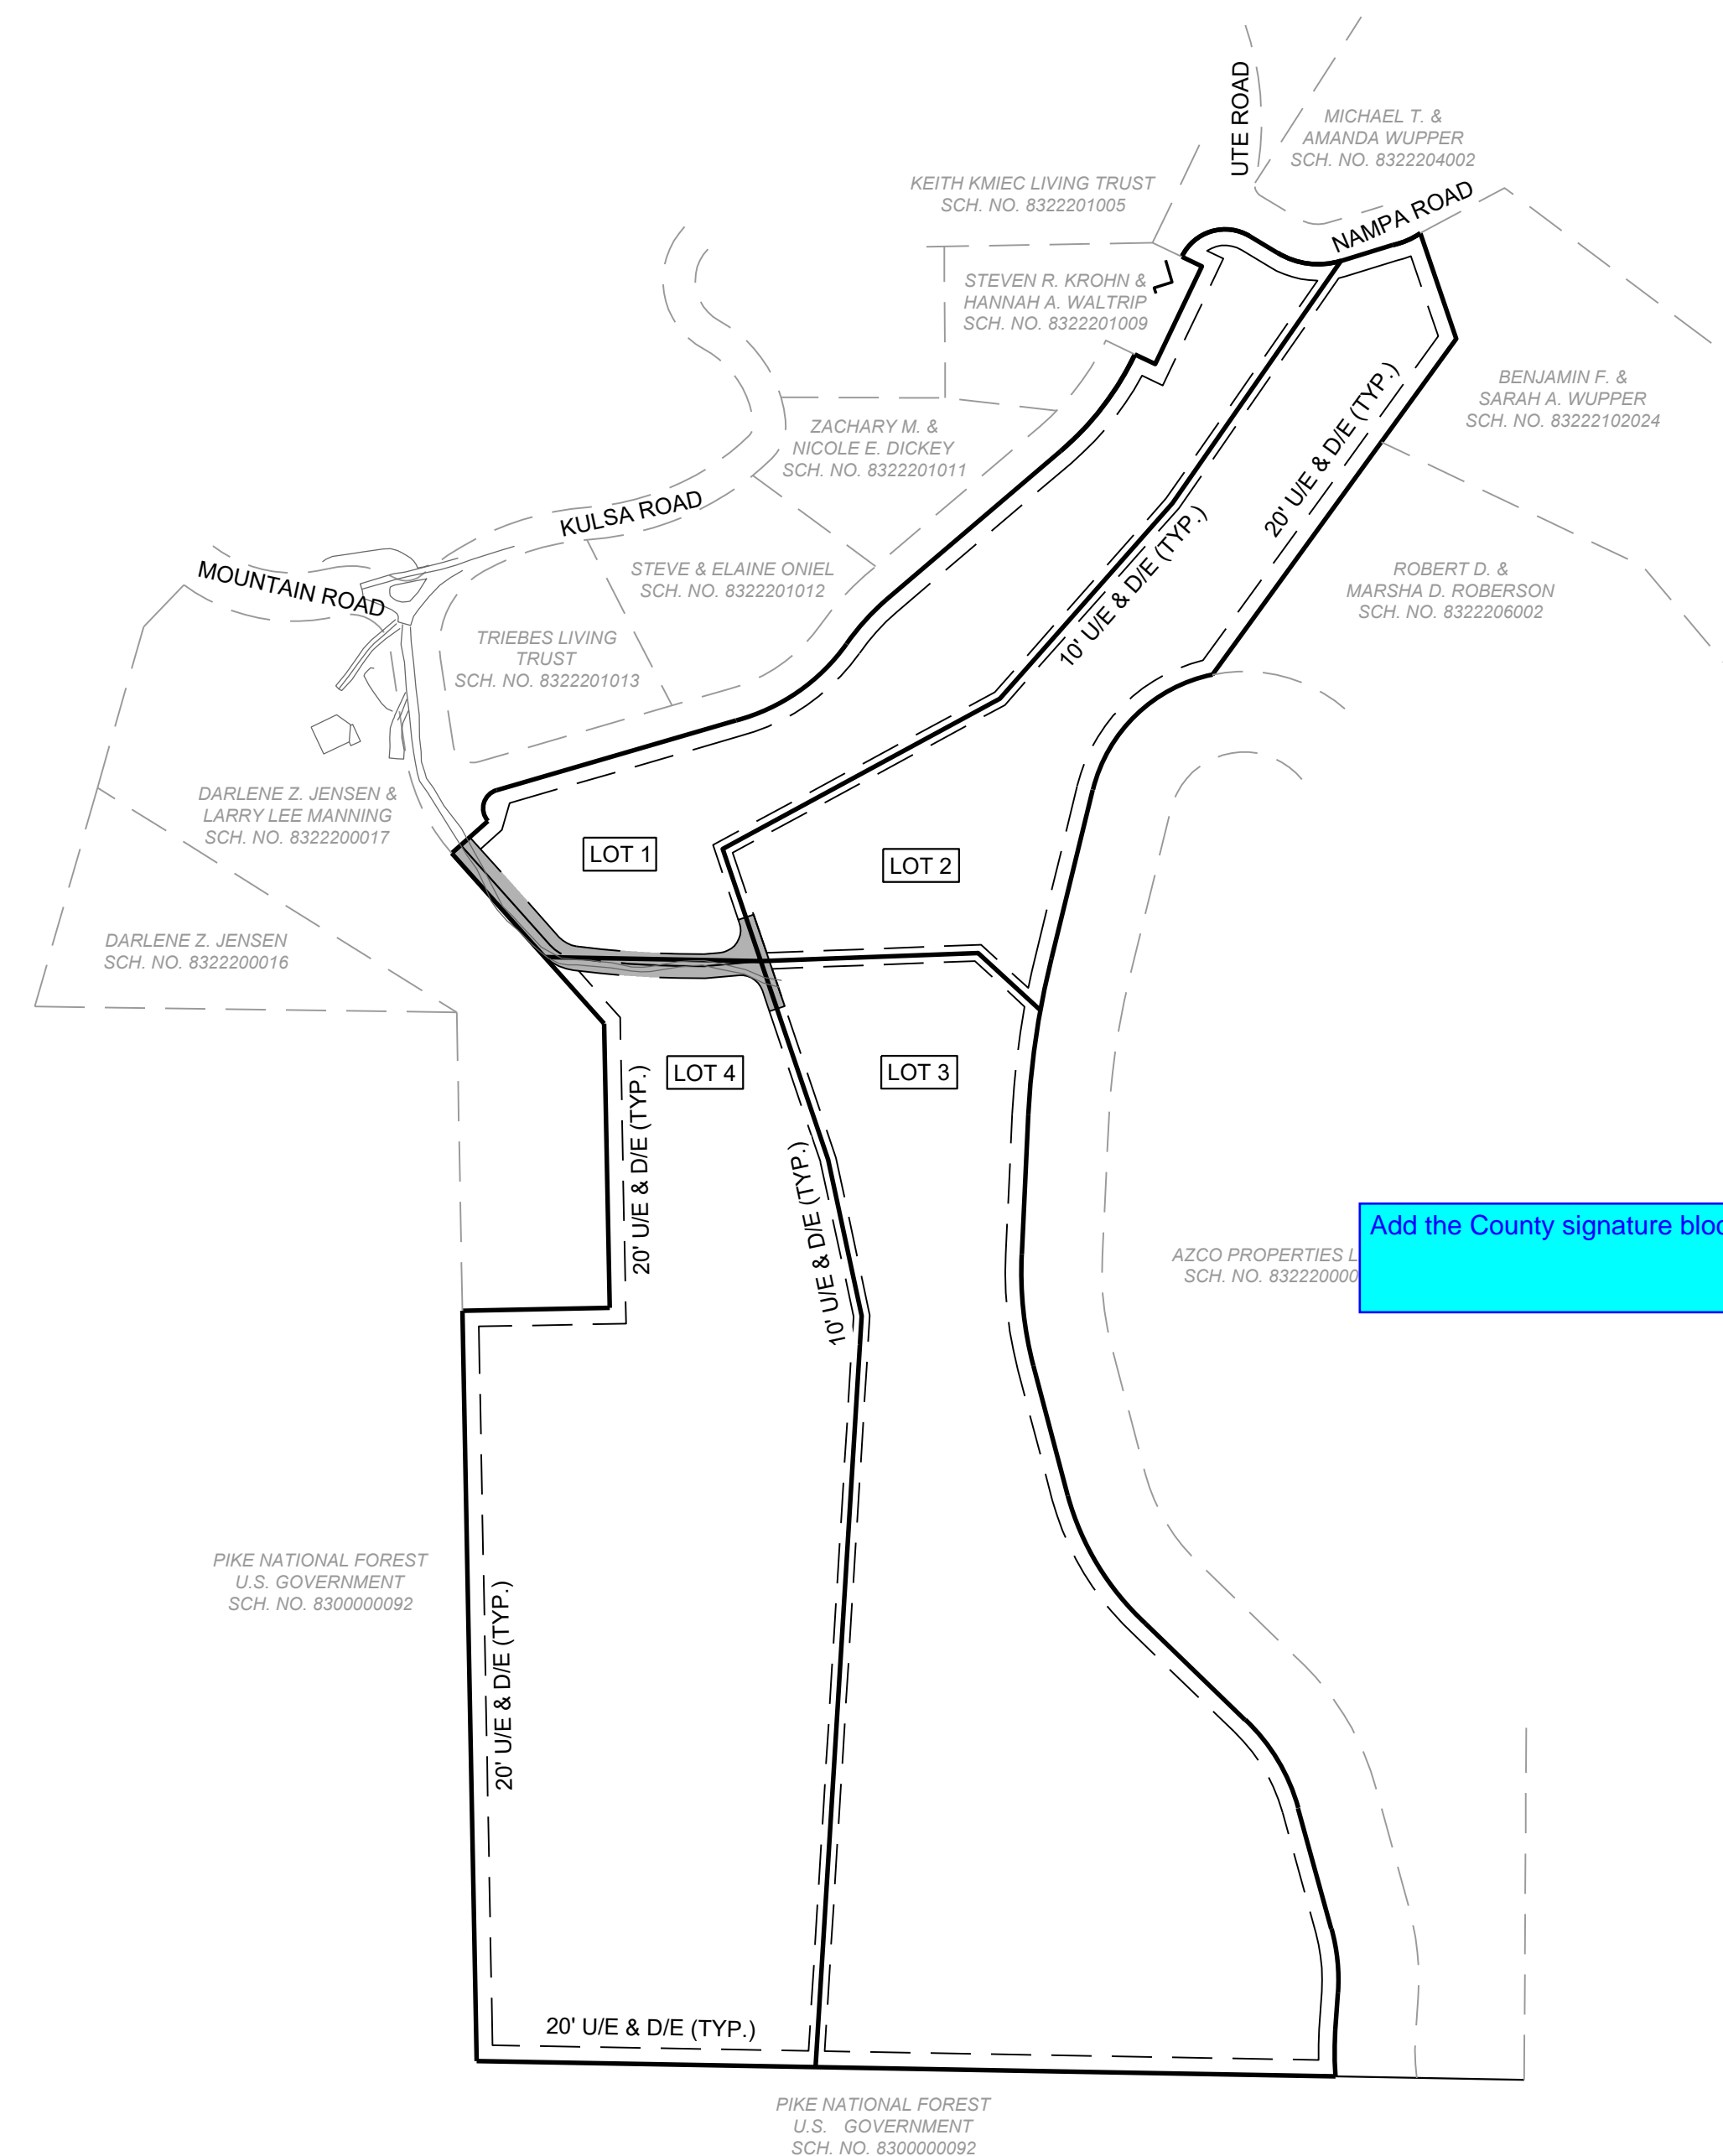 UTE ROAD
MICHAEL T. &
AMANDA WUPPER
SCH. NO. 8322204002
KEITH KMIEC LIVING TRUST
SCH. NO. 8322201005
NAMPA ROAD
STEVEN R. KROHN &
HANNAH A. WALTRIP
SCH. NO. 8322201009
BENJAMIN F. &
SARAH A. WUPPER
SCH. NO. 83222102024
20' U/E & D/E (TYP.)
ZACHARY M. &
NICOLE E. DICKEY
SCH. NO. 8322201011
KULSA ROAD
10' U/E & D/E (TYP.)
MOUNTAIN ROAD
STEVE & ELAINE ONIEL
SCH. NO. 8322201012
ROBERT D. &
MARSHA D. ROBERSON
SCH. NO. 8322206002
TRIEBES LIVING
TRUST
SCH. NO. 8322201013
DARLENE Z. JENSEN &
LARRY LEE MANNING
SCH. NO. 8322200017
LOT 1
LOT 2
DARLENE Z. JENSEN
SCH. NO. 8322200016
LOT 4
LOT 3
20' U/E & D/E (TYP.)
10' U/E & D/E (TYP.)
Add the County signature
AZCO PROPERTIES
SCH. NO. 832220000
PIKE NATIONAL FOREST
U.S. GOVERNMENT
SCH. NO. 8300000092
20' U/E & D/E (TYP.)
20' U/E & D/E (TYP.)
PIKE NATIONAL FOREST
U.S. GOVERNMENT
SCH. NO. 8300000092